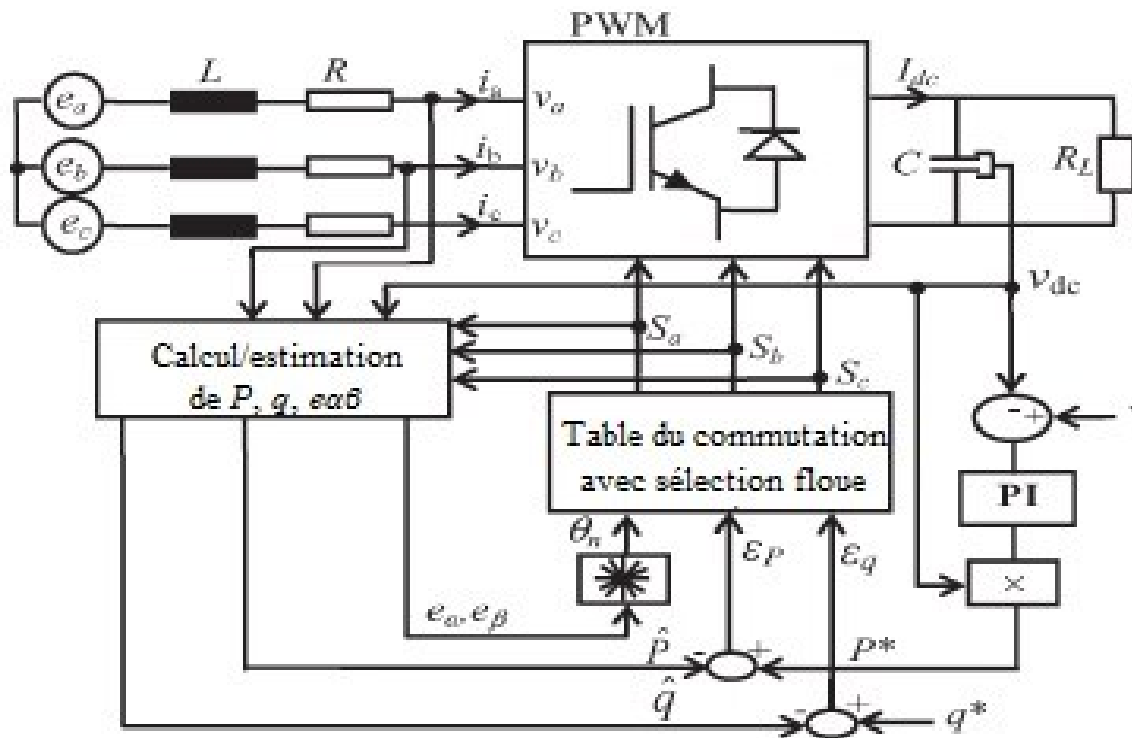 PWM
L
R
e_a
i_a
v_a
I_dc
e_b
i_b
v_b
C
R_L
e_c
i_c
v_c
v_dc
Calcul/estimation
de P, q, eαβ
S_a
S_b
S_c
- +
Table du commutation
avec sélection floue
PI
θ_n
ε_P
ε_q
×
e_α, e_β
p̂
- +
P*
q̂
- +
q*